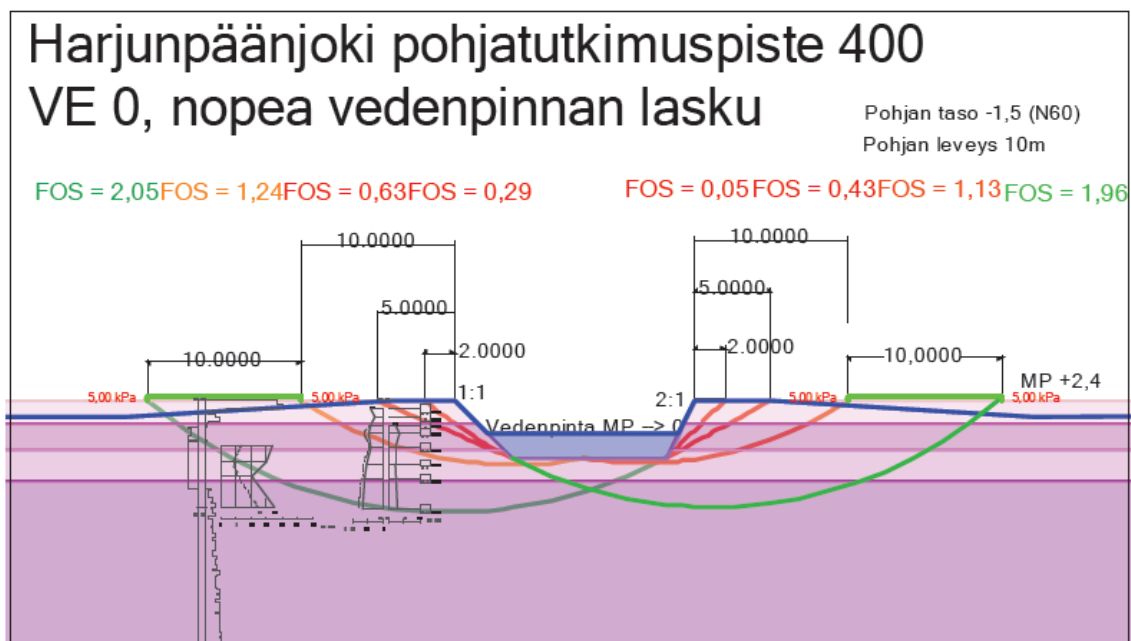 Harjunpäänjoki pohjatutkimuspiste 400
VE 0, nopea vedenpinnan lasku
Pohjan taso -1,5 (N60)
Pohjan leveys 10m
FOS = 2,05 FOS = 1,24 FOS = 0,63 FOS = 0,29 FOS = 0,05 FOS = 0,43 FOS = 1,13 FOS = 1,96
10.0000 10.0000
5.0000 5.0000
2.0000 2.0000
10.0000 10,0000
MP +2,4
5,00 kPa 5,00 kPa 1:1 2:1 5,00 kPa 5,00 kPa
Vedenpinta MP -> 0